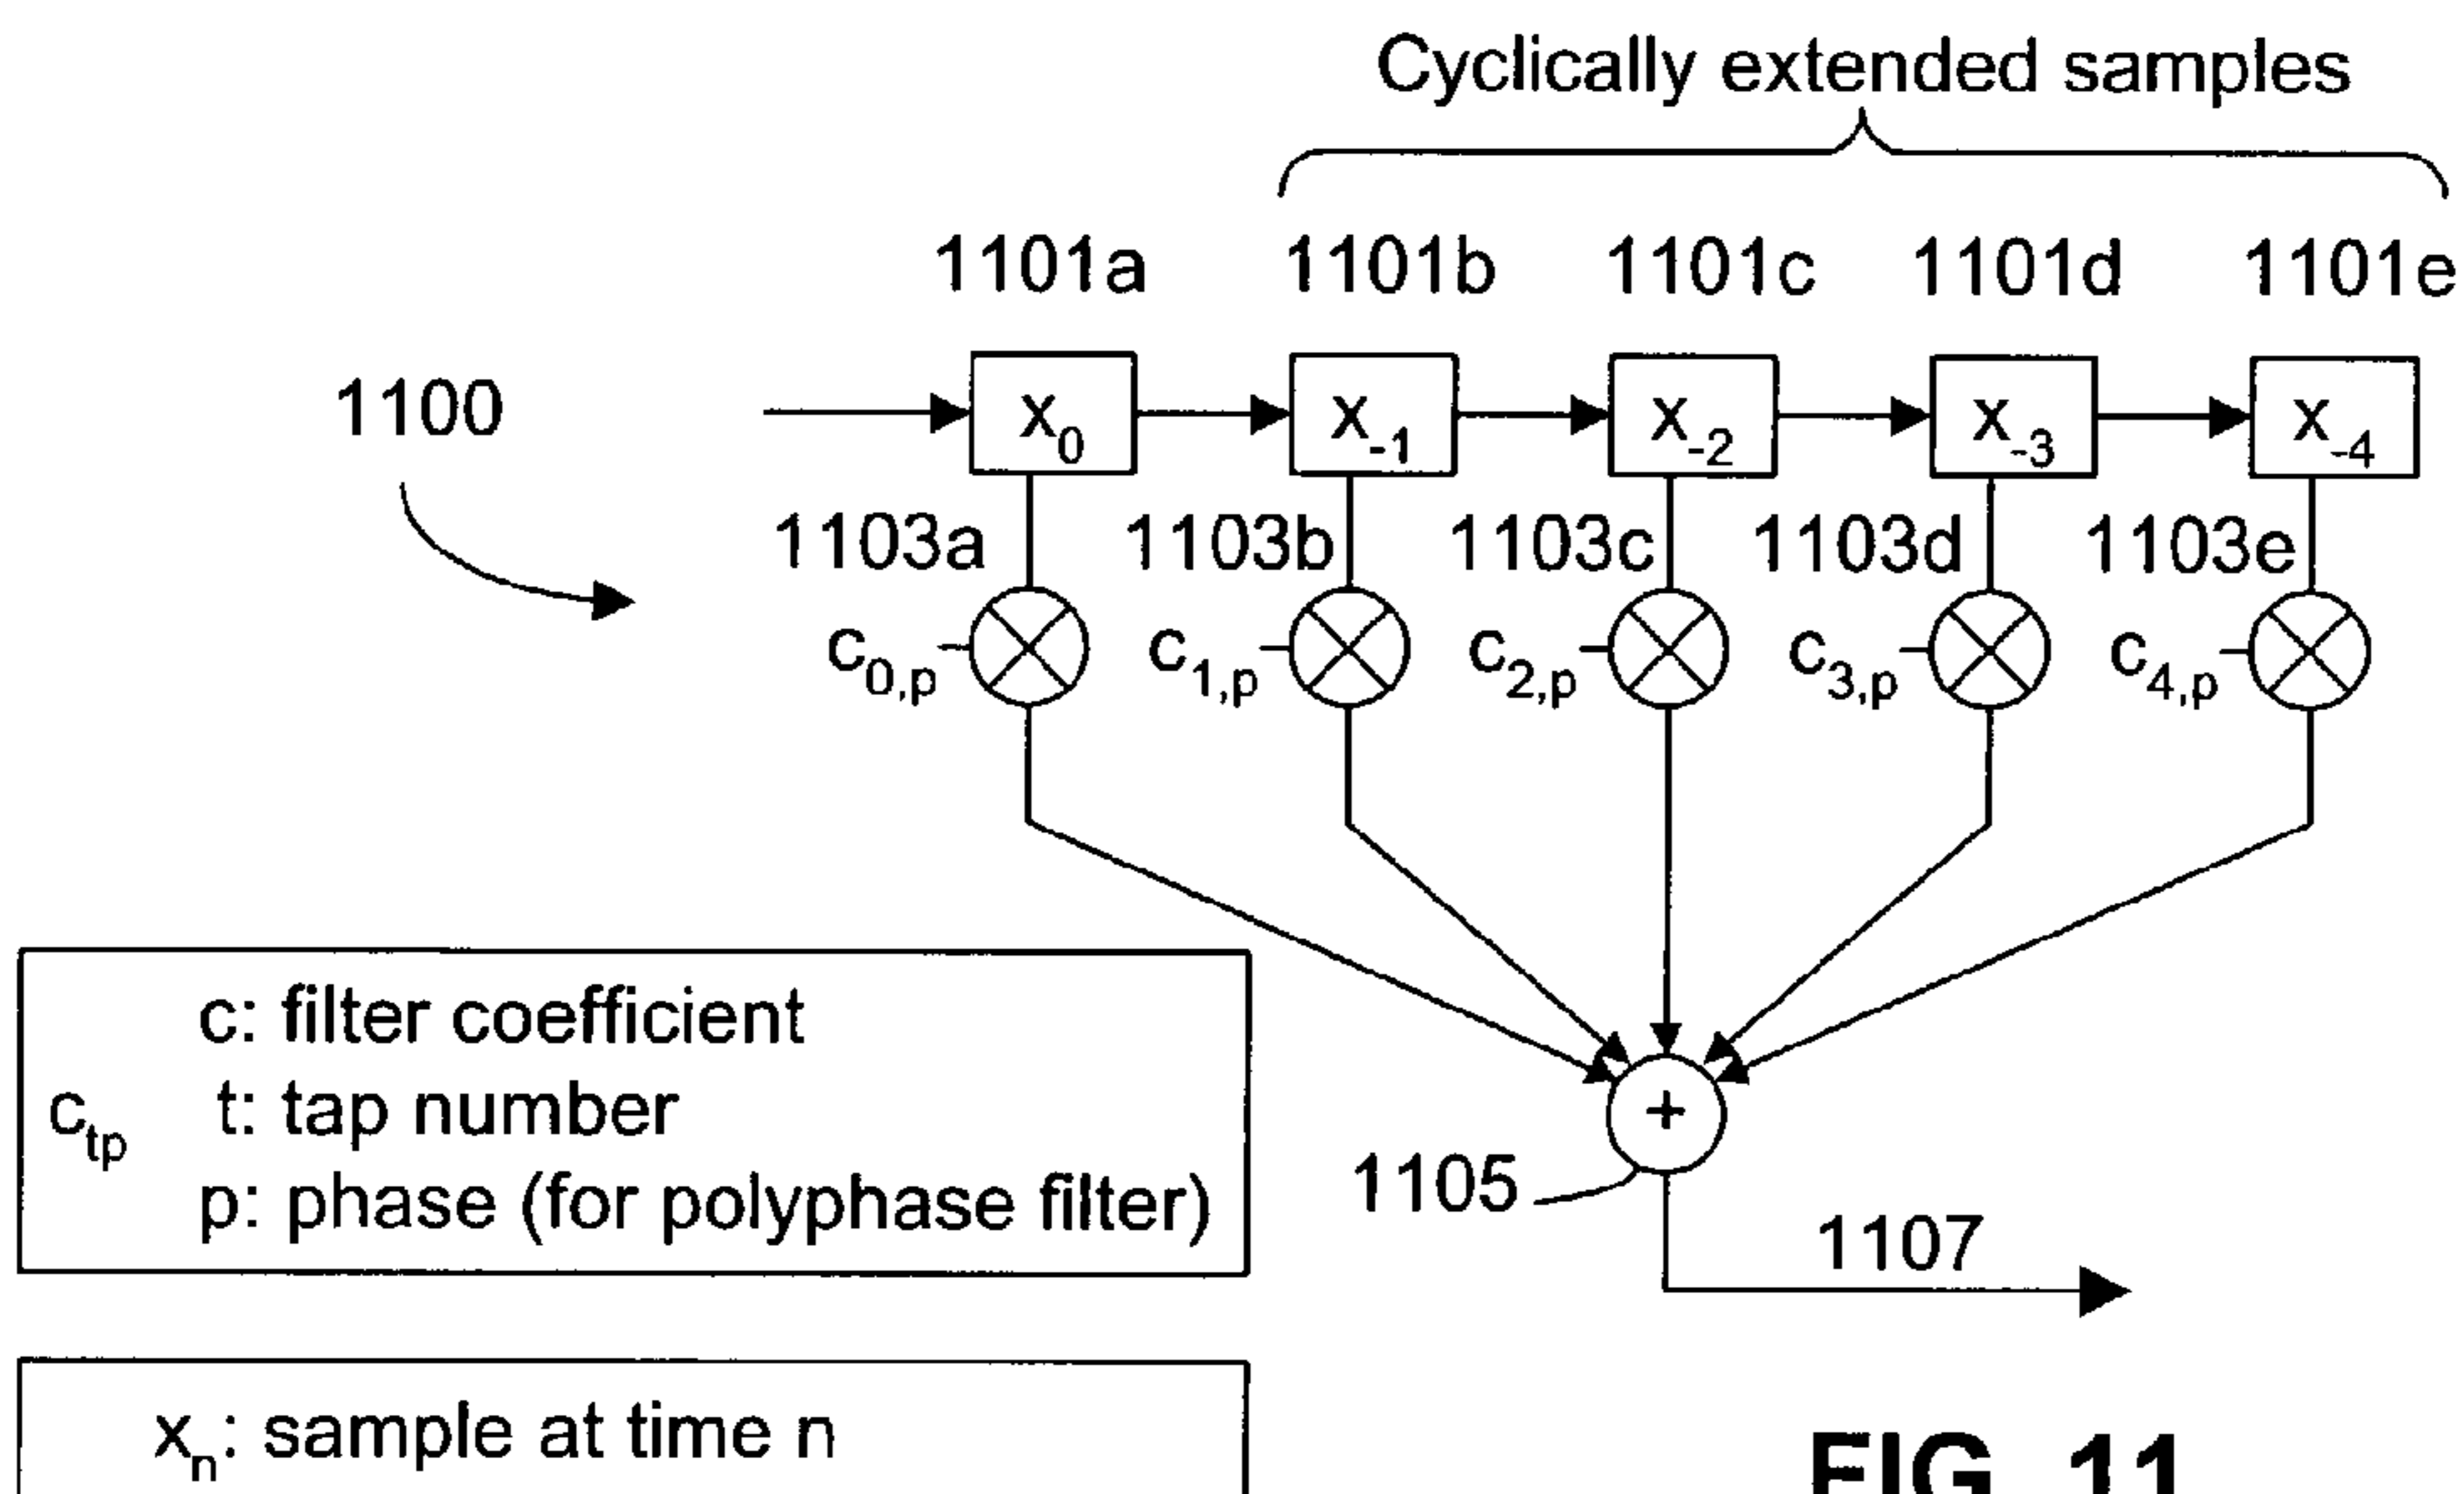 Cyclically extended samples
1101a 1101b 1101c 1101d 1101e
1100
x0 x-1 x-2 x-3 x-4
1103a 1103b 1103c 1103d 1103e
c0,p c1,p c2,p c3,p c4,p
c: filter coefficient
ctp t: tap number
p: phase (for polyphase filter)
+
1105
1107
xn: sample at time n
FIG. 11